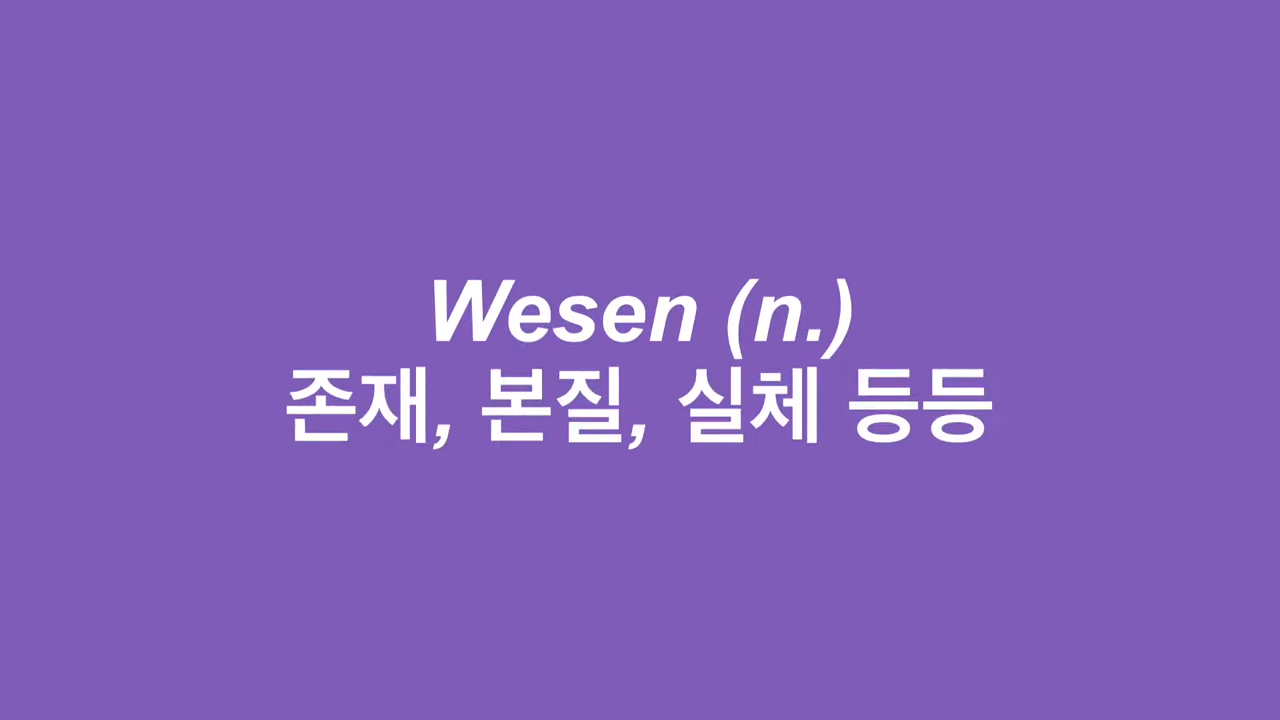 Wesen (n.)
존재, 본질, 실체 등등